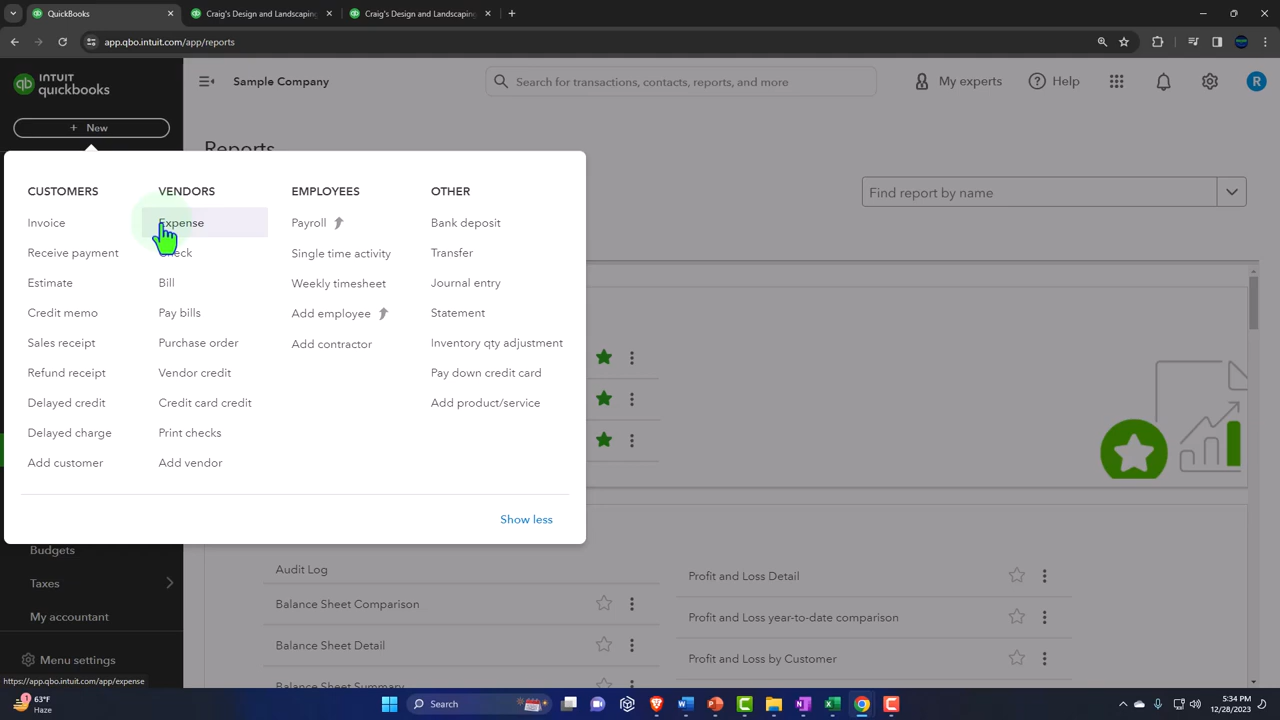 QuickBooks
Craig's Design and Landscaping
Craig's Design and Landscaping
app.qbo.intuit.com/app/reports
INTUIT
quickbooks
Sample Company
Search for transactions, contacts, reports, and more
My experts
Help
R
+ New
Reports
Find report by name
CUSTOMERS
Invoice
Receive payment
Estimate
Credit memo
Sales receipt
Refund receipt
Delayed credit
Delayed charge
Add customer
VENDORS
Expense
Check
Bill
Pay bills
Purchase order
Vendor credit
Credit card credit
Print checks
Add vendor
EMPLOYEES
Payroll
Single time activity
Weekly timesheet
Add employee
Add contractor
OTHER
Bank deposit
Transfer
Journal entry
Statement
Inventory qty adjustment
Pay down credit card
Add product/service
Show less
Budgets
Taxes
My accountant
Menu settings
Audit Log
Balance Sheet Comparison
Balance Sheet Detail
Balance Sheet Summary
Profit and Loss Detail
Profit and Loss year-to-date comparison
Profit and Loss by Customer
https://app.qbo.intuit.com/app/expense
1
63°F
Haze
Search
5:34 PM
12/28/2023